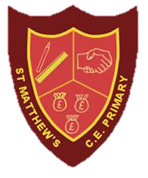 ST MATTHEW'S
C.E. PRIMARY
£
£ £